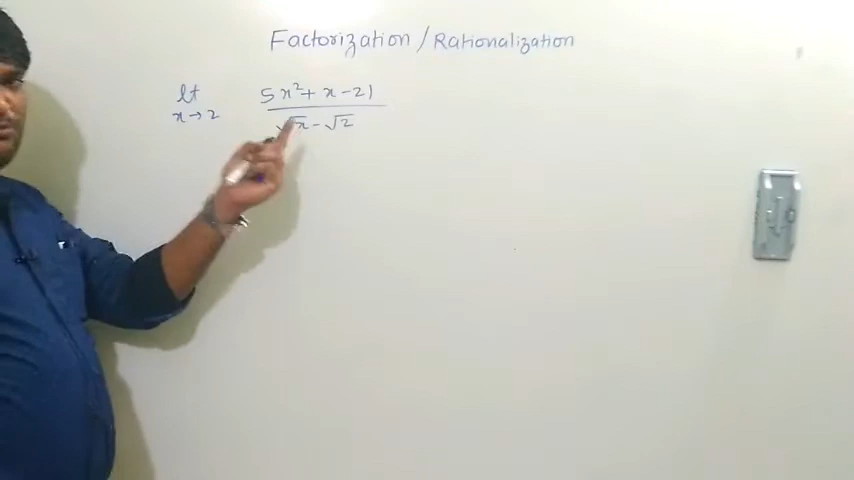 Factorization / Rationalization
lt 5x²+ x-21
x→2 √x - √2